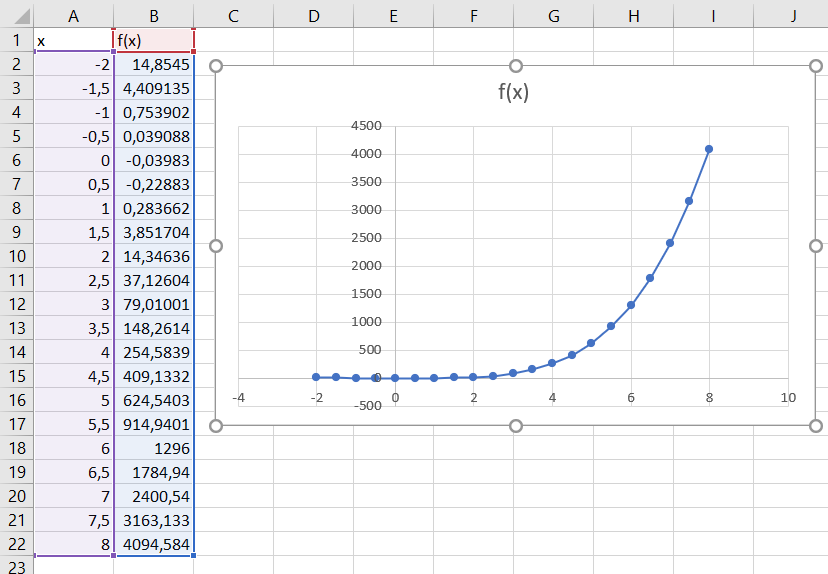 A B C D E F G H I J
1 x f(x)
2 -2 14,8545
3 -1,5 4,409135
4 -1 0,753902
5 -0,5 0,039088
6 0 -0,03983
7 0,5 -0,22883
8 1 0,283662
9 1,5 3,851704
10 2 14,34636
11 2,5 37,12604
12 3 79,01001
13 3,5 148,2614
14 4 254,5839
15 4,5 409,1332
16 5 624,5403
17 5,5 914,9401
18 6 1296
19 6,5 1784,94
20 7 2400,54
21 7,5 3163,133
22 8 4094,584
23
f(x)
4500
4000
3500
3000
2500
2000
1500
1000
500
0
-500
-4 -2 0 2 4 6 8 10